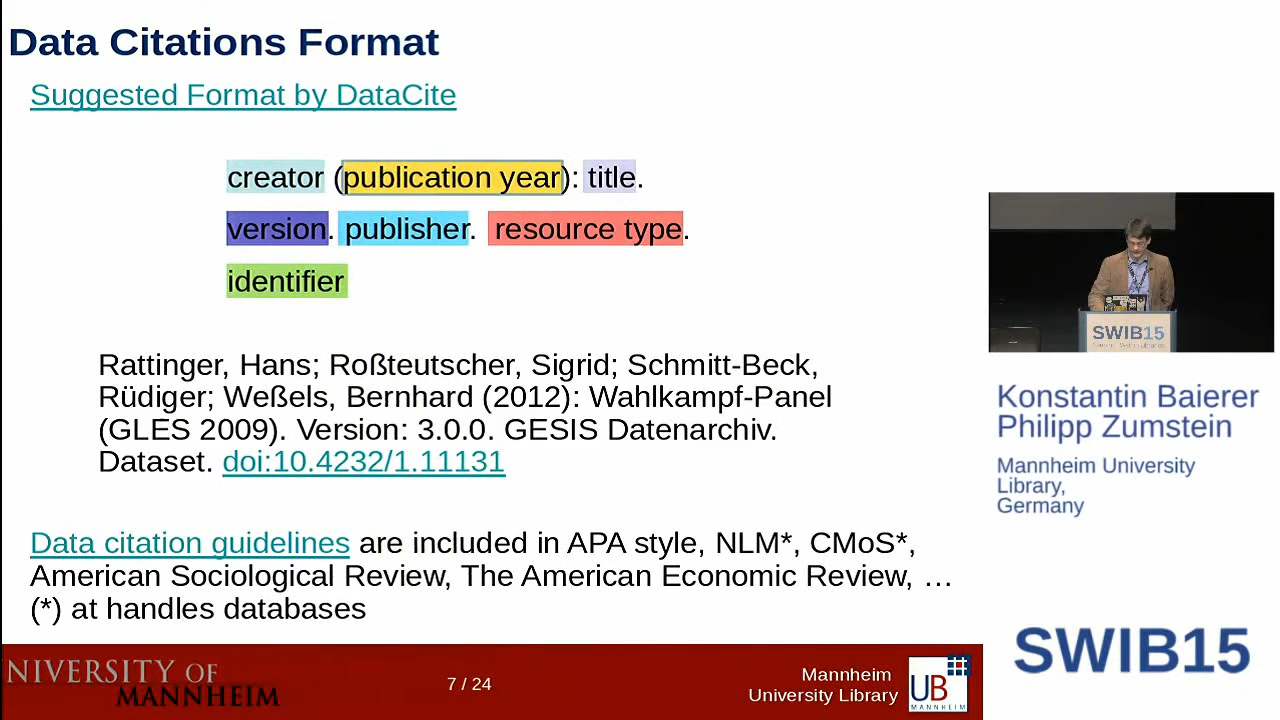 Data Citations Format
Suggested Format by DataCite
creator (publication year): title.
version. publisher. resource type.
identifier
Rattinger, Hans; Roßteutscher, Sigrid; Schmitt-Beck,
Rüdiger; Weßels, Bernhard (2012): Wahlkampf-Panel
(GLES 2009). Version: 3.0.0. GESIS Datenarchiv.
Dataset. doi:10.4232/1.11131
Data citation guidelines are included in APA style, NLM*, CMoS*,
American Sociological Review, The American Economic Review, …
(*) at handles databases
NIVERSITY OF
MANNHEIM
7 / 24
Mannheim
University Library
UB
MANNHEIM
SWIB15
Konstantin Baierer
Philipp Zumstein
Mannheim University
Library,
Germany
SWIB15